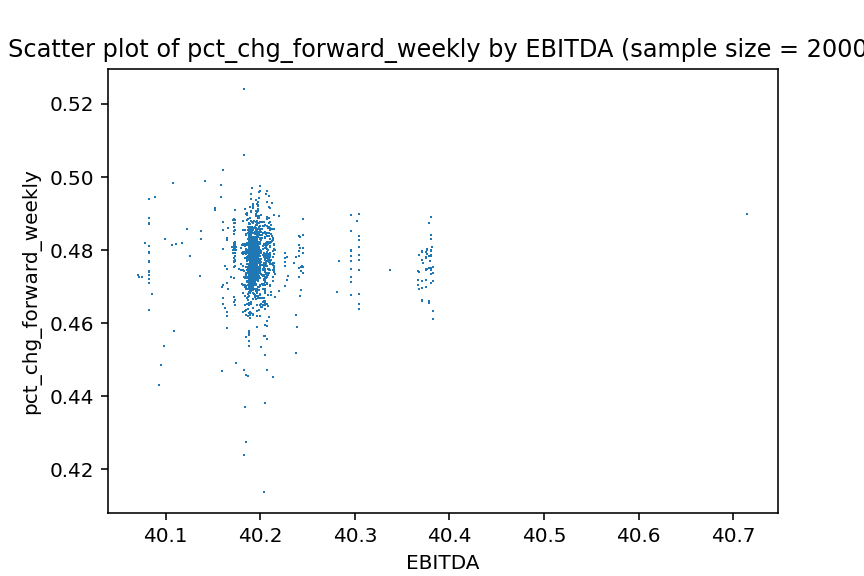 Scatter plot of pct_chg_forward_weekly by EBITDA (sample size = 2000
0.52
0.50
0.48
0.46
0.44
0.42
pct_chg_forward_weekly
40.1 40.2 40.3 40.4 40.5 40.6 40.7
EBITDA